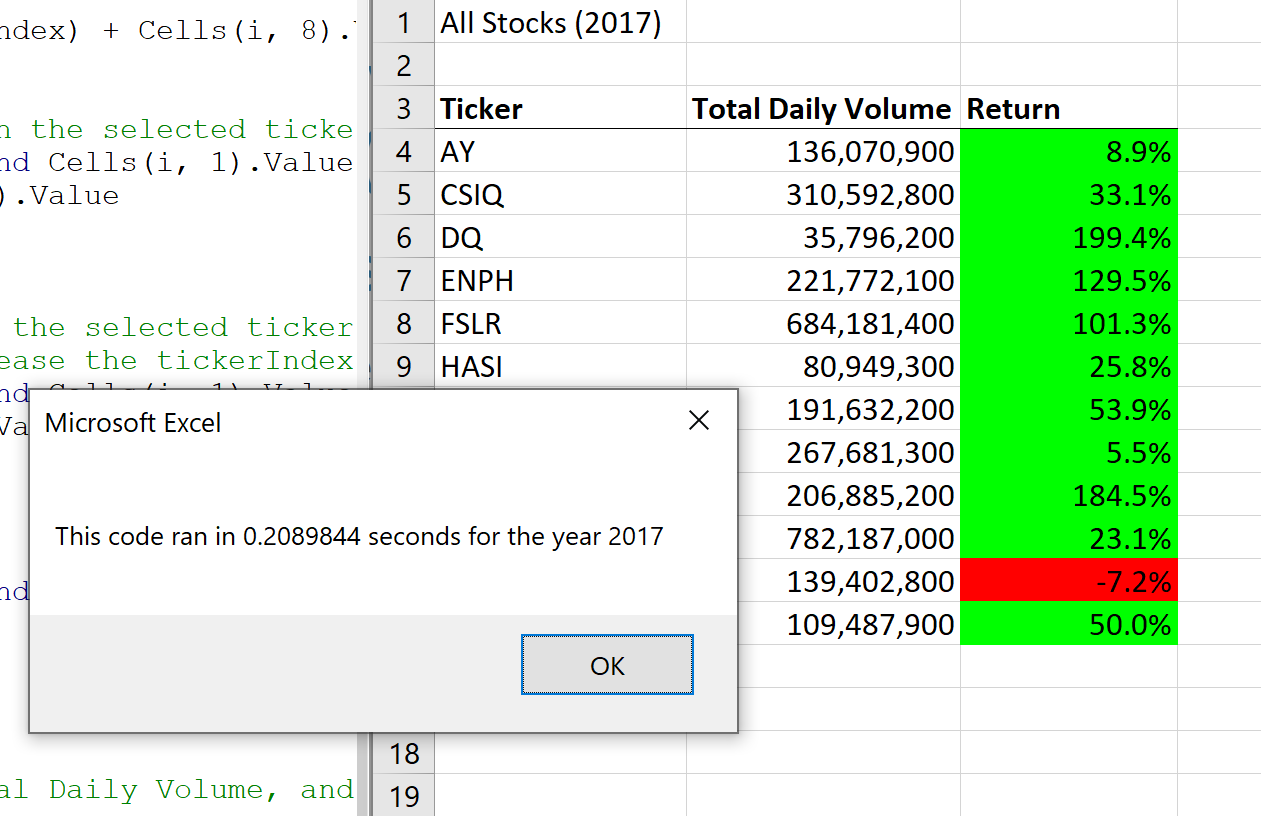 ndex) + Cells(i, 8).
n the selected ticke
nd Cells(i, 1).Value
).Value
the selected ticker
ease the tickerIndex
nd Cells(i, 1).Value
Va
nd
al Daily Volume, and
1 All Stocks (2017)
2
3 Ticker Total Daily Volume Return
4 AY 136,070,900 8.9%
5 CSIQ 310,592,800 33.1%
6 DQ 35,796,200 199.4%
7 ENPH 221,772,100 129.5%
8 FSLR 684,181,400 101.3%
9 HASI 80,949,300 25.8%
191,632,200 53.9%
267,681,300 5.5%
206,885,200 184.5%
782,187,000 23.1%
139,402,800 -7.2%
109,487,900 50.0%
18
19
Microsoft Excel
This code ran in 0.2089844 seconds for the year 2017
OK